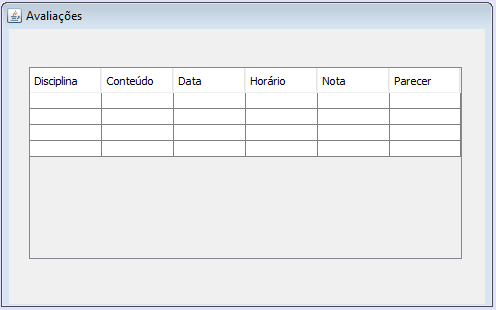 Avaliações
Disciplina Conteúdo Data Horário Nota Parecer